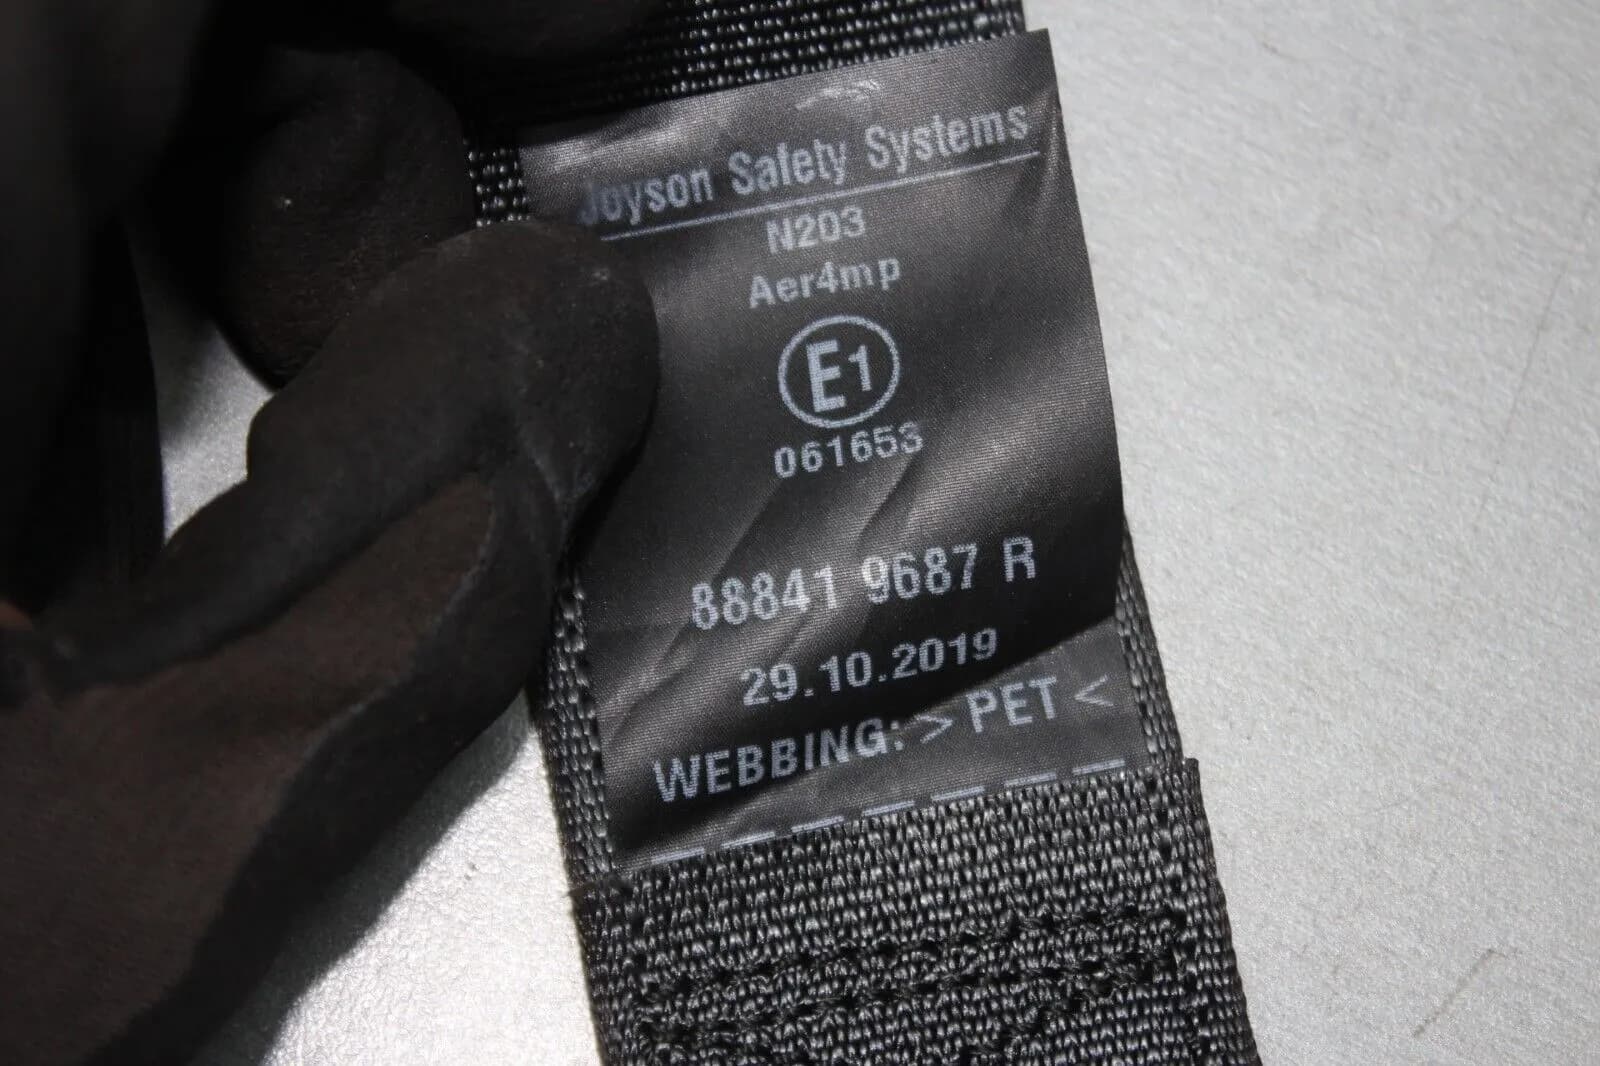 Joyson Safety Systems
N203
Aer4mp
E1
061653
88841 9687 R
29.10.2019
WEBBING: > PET <